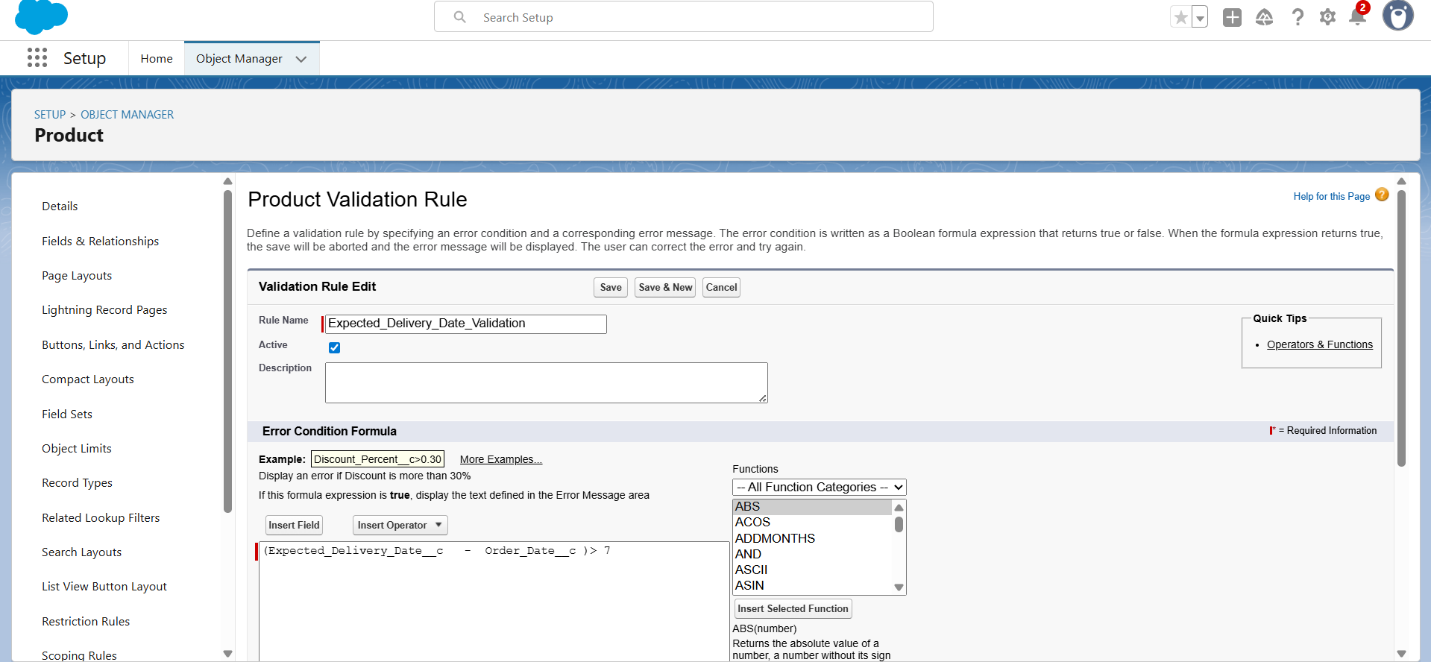 Search Setup
2
Setup
Home
Object Manager
SETUP > OBJECT MANAGER
Product
Details
Fields & Relationships
Page Layouts
Lightning Record Pages
Buttons, Links, and Actions
Compact Layouts
Field Sets
Object Limits
Record Types
Related Lookup Filters
Search Layouts
List View Button Layout
Restriction Rules
Scoping Rules
Product Validation Rule
Help for this Page
?
Define a validation rule by specifying an error condition and a corresponding error message. The error condition is written as a Boolean formula expression that returns true or false. When the formula expression returns true,
the save will be aborted and the error message will be displayed. The user can correct the error and try again.
Validation Rule Edit
Save
Save & New
Cancel
Rule Name
Expected_Delivery_Date_Validation
Active
Description
Quick Tips
• Operators & Functions
Error Condition Formula
* = Required Information
Example: Discount_Percent__c>0.30 More Examples...
Display an error if Discount is more than 30%
If this formula expression is true, display the text defined in the Error Message area
Insert Field
Insert Operator
(Expected_Delivery_Date__c - Order_Date__c )> 7
Functions
-- All Function Categories --
ABS
ACOS
ADDMONTHS
AND
ASCII
ASIN
Insert Selected Function
ABS(number)
Returns the absolute value of a
number, a number without its sign